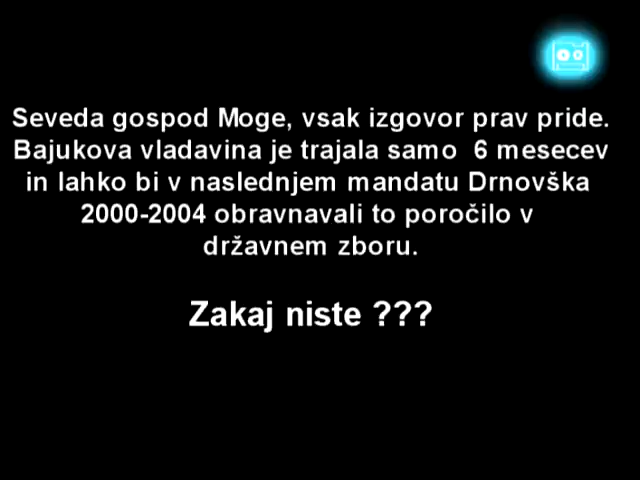 Seveda gospod Moge, vsak izgovor prav pride.
Bajukova vladavina je trajala samo  6 mesecev
in lahko bi v naslednjem mandatu Drnovška
2000-2004 obravnavali to poročilo v
državnem zboru.
Zakaj niste ???